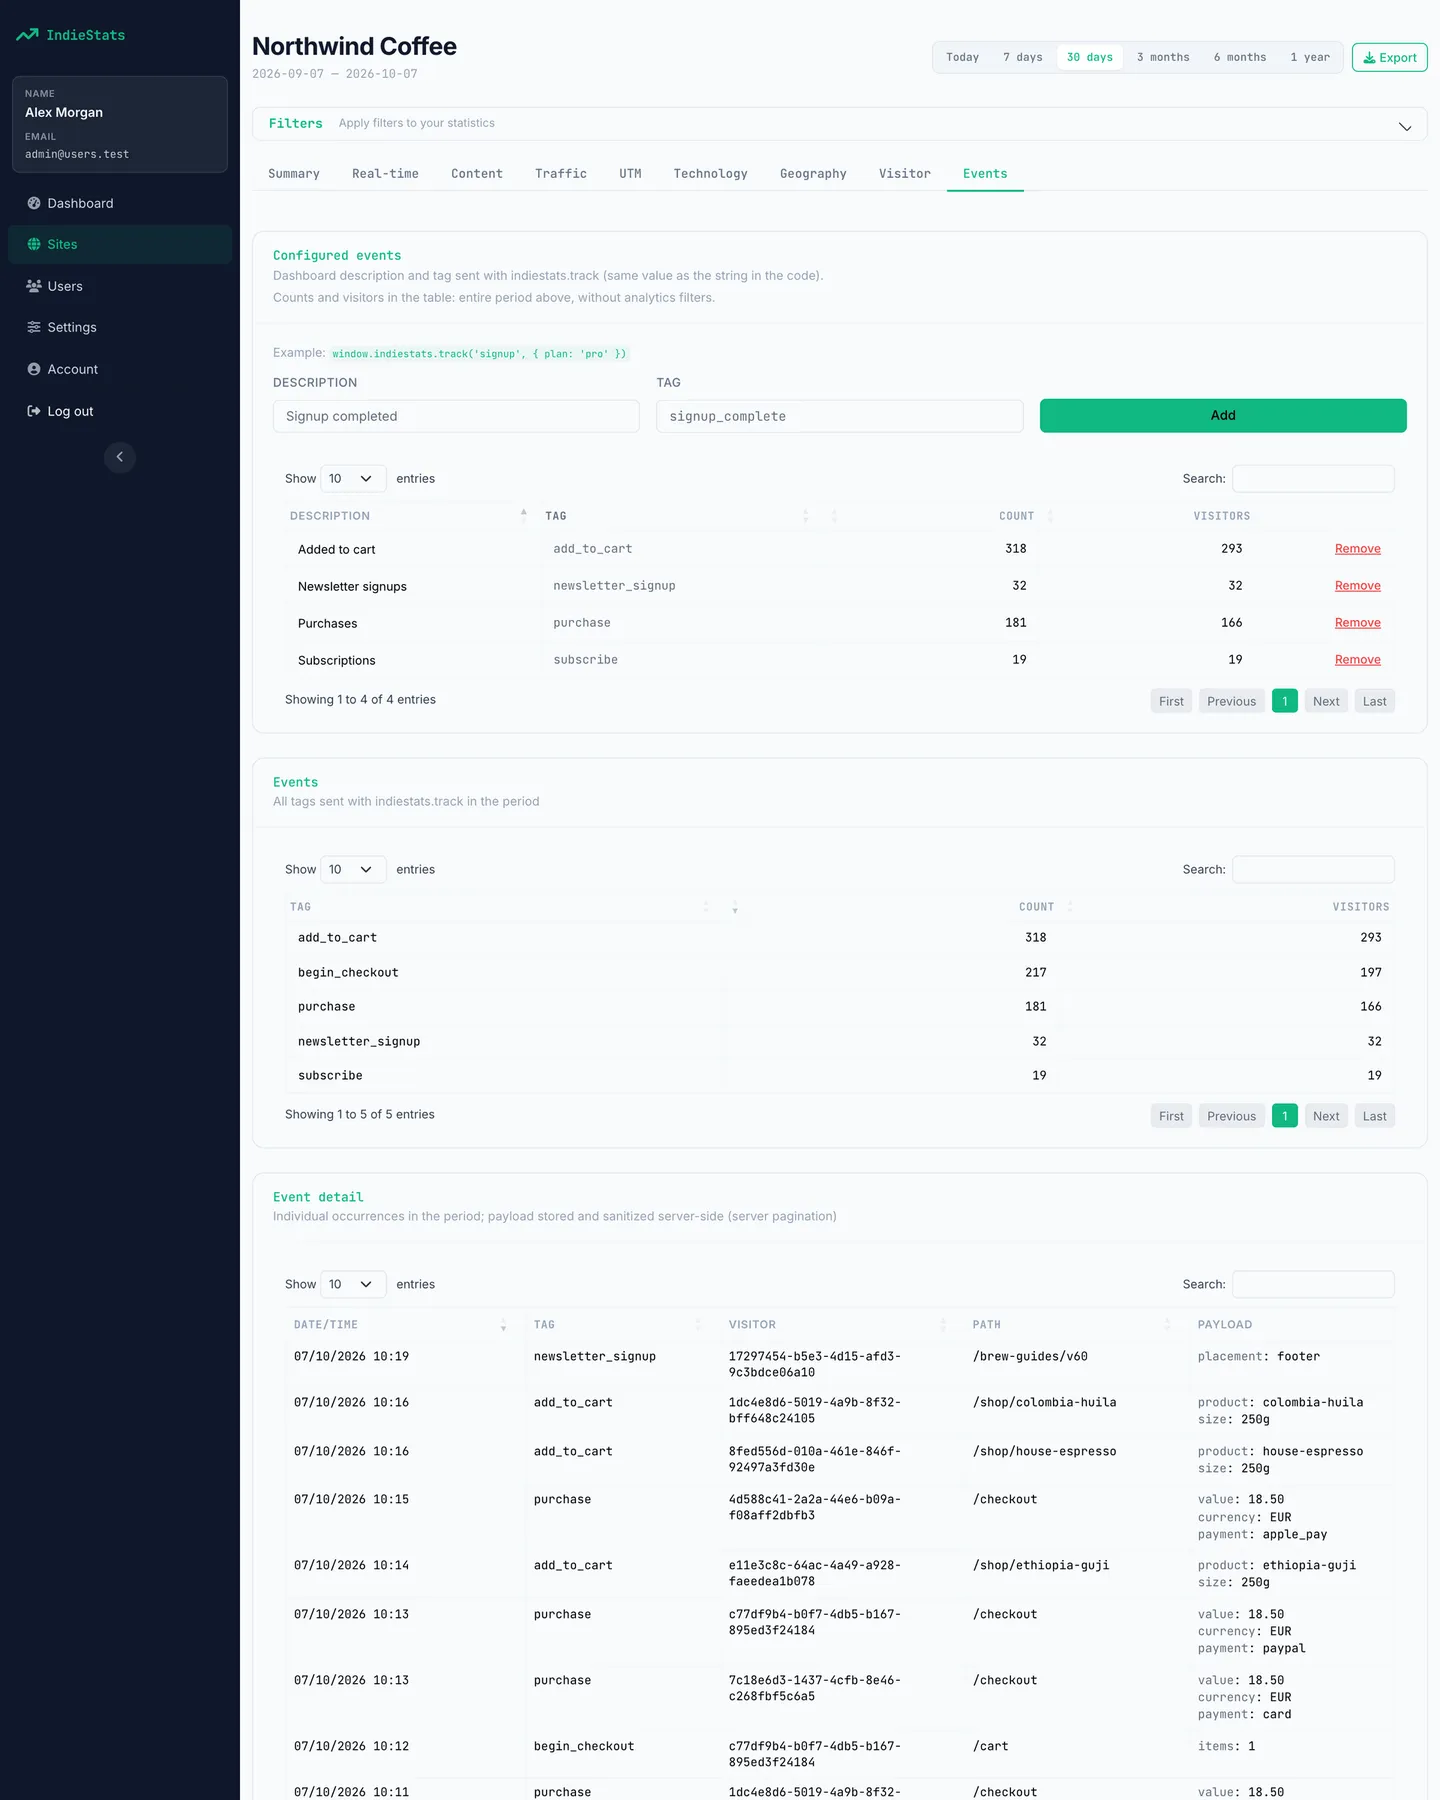 IndieStats
NAME
Alex Morgan
EMAIL
admin@users.test
Dashboard
Sites
Users
Settings
Account
Log out
Northwind Coffee
2026-09-07 — 2026-10-07
Today 7 days 30 days 3 months 6 months 1 year Export
Filters Apply filters to your statistics
Summary Real-time Content Traffic UTM Technology Geography Visitor Events
Configured events
Dashboard description and tag sent with indiestats.track (same value as the string in the code).
Counts and visitors in the table: entire period above, without analytics filters.
Example: window.indiestats.track('signup', { plan: 'pro' })
DESCRIPTION TAG
Signup completed signup_complete Add
Show 10 entries Search:
DESCRIPTION TAG COUNT VISITORS
Added to cart add_to_cart 318 293 Remove
Newsletter signups newsletter_signup 32 32 Remove
Purchases purchase 181 166 Remove
Subscriptions subscribe 19 19 Remove
Showing 1 to 4 of 4 entries First Previous 1 Next Last
Events
All tags sent with indiestats.track in the period
Show 10 entries Search:
TAG COUNT VISITORS
add_to_cart 318 293
begin_checkout 217 197
purchase 181 166
newsletter_signup 32 32
subscribe 19 19
Showing 1 to 5 of 5 entries First Previous 1 Next Last
Event detail
Individual occurrences in the period; payload stored and sanitized server-side (server pagination)
Show 10 entries Search:
DATE/TIME TAG VISITOR PATH PAYLOAD
07/10/2026 10:19 newsletter_signup 17297454-b5e3-4d15-afd3- /brew-guides/v60 placement: footer
9c3bdce06a10
07/10/2026 10:16 add_to_cart 1dc4e8d6-5019-4a9b-8f32- /shop/colombia-huila product: colombia-huila
bff648c24105 size: 250g
07/10/2026 10:16 add_to_cart 8fed556d-010a-461e-846f- /shop/house-espresso product: house-espresso
92497a3fd30e size: 250g
07/10/2026 10:15 purchase 4d588c41-2a2a-44e6-b09a- /checkout value: 18.50
f08aff2dbfb3 currency: EUR
payment: apple_pay
07/10/2026 10:14 add_to_cart e11e3c8c-64ac-4a49-a928- /shop/ethiopia-guji product: ethiopia-guji
faeedea1b078 size: 250g
07/10/2026 10:13 purchase c77df9b4-b0f7-4db5-b167- /checkout value: 18.50
895ed3f24184 currency: EUR
payment: paypal
07/10/2026 10:13 purchase 7c18e6d3-1437-4cfb-8e46- /checkout value: 18.50
c268fbf5c6a5 currency: EUR
payment: card
07/10/2026 10:12 begin_checkout c77df9b4-b0f7-4db5-b167- /cart items: 1
895ed3f24184
07/10/2026 10:11 purchase 1dc4e8d6-5019-4a9b-8f32- /checkout value: 18.50